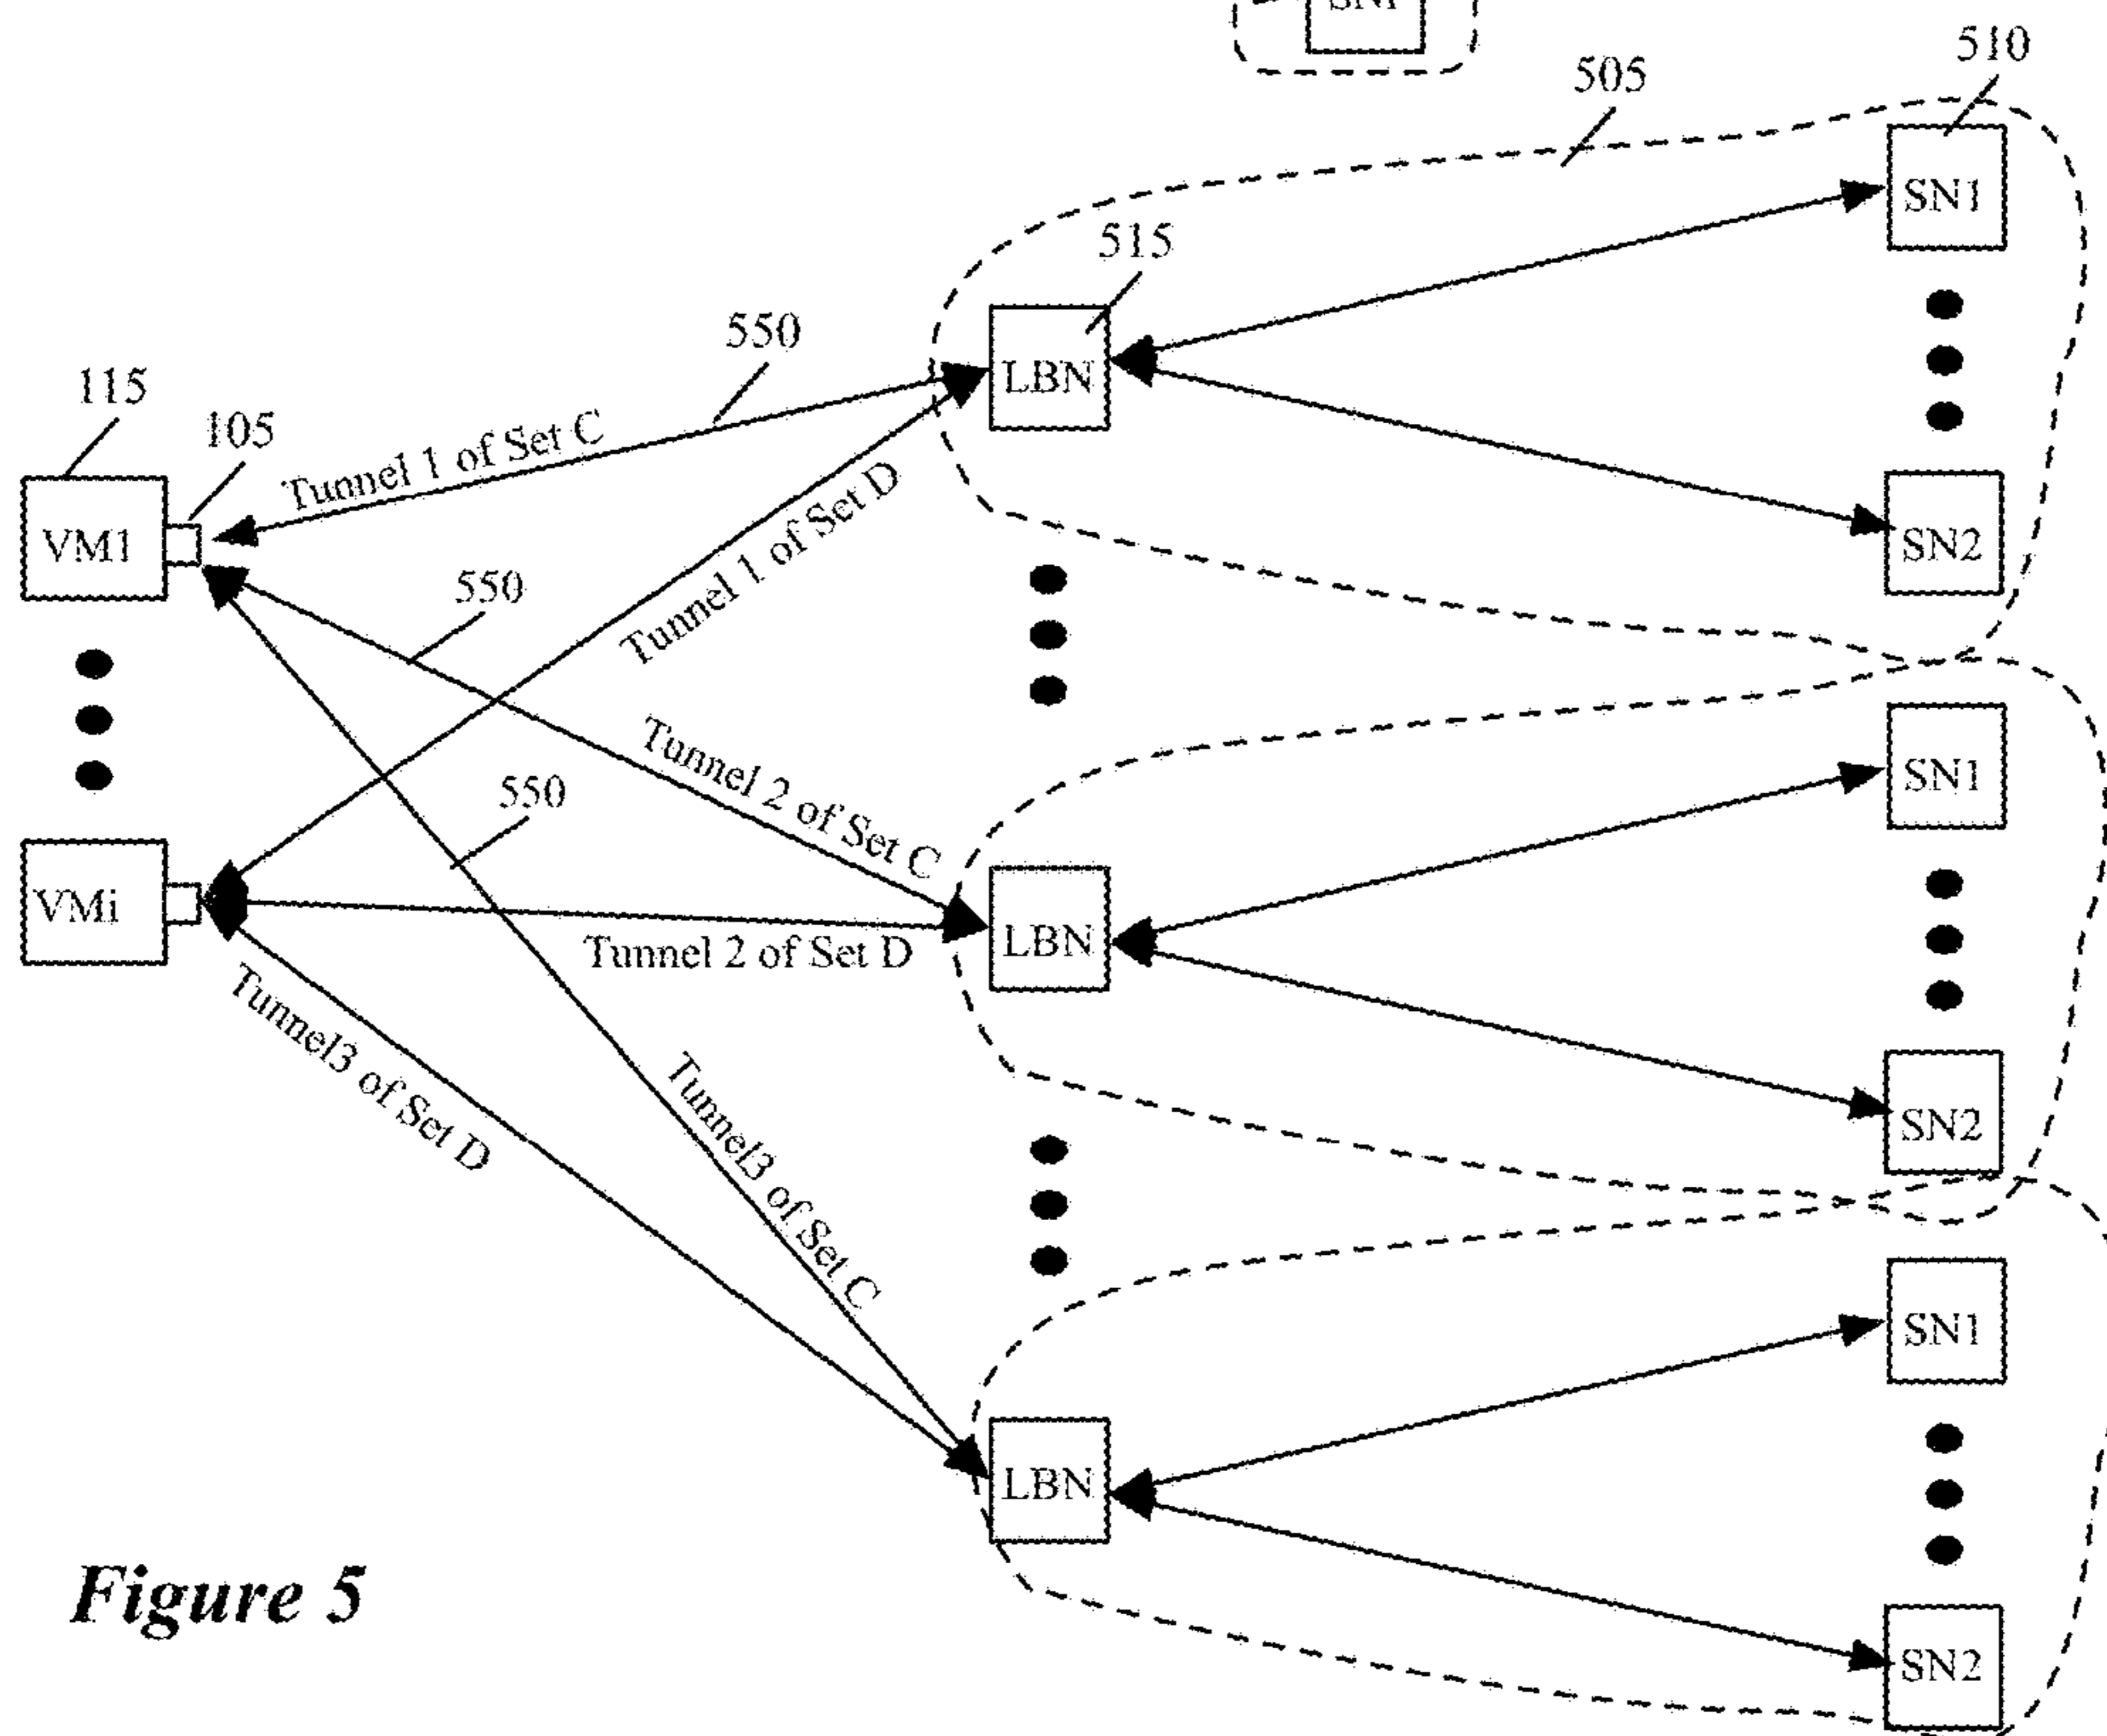 510
505
SN1
515
550
LBN
115
105
Tunnel 1 of Set C
Tunnel 1 of Set D
VM1
SN2
550
Tunnel 2 of Set C
SN1
550
VMi
LBN
Tunnel 2 of Set D
Tunnel3 of Set D
Tunnel3 of Set C
SN2
SN1
LBN
Figure 5
SN2